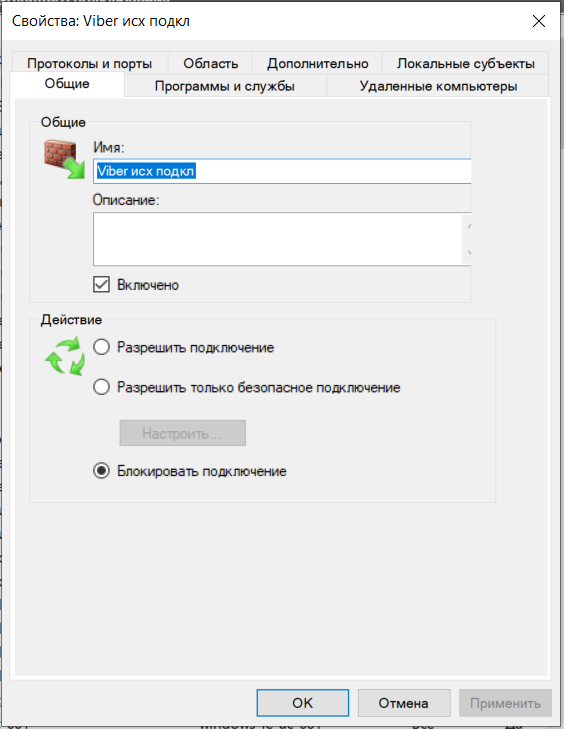 Свойства: Viber исх подкл
Протоколы и порты Область Дополнительно Локальные субъекты
Общие Программы и службы Удаленные компьютеры
Общие
Имя:
Viber исх подкл
Описание:
Включено
Действие
Разрешить подключение
Разрешить только безопасное подключение
Настроить...
Блокировать подключение
OK Отмена Применить